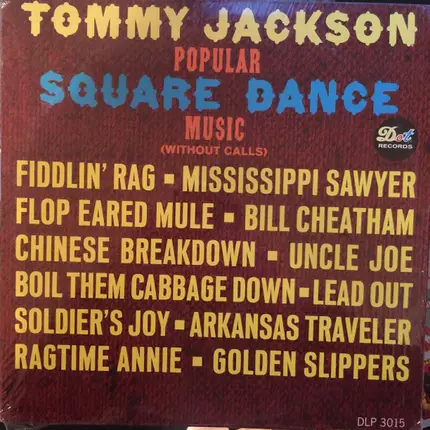 TOMMY JACKSON
POPULAR
SQUARE DANCE
MUSIC
(WITHOUT CALLS)
Dot
RECORDS
FIDDLIN' RAG ▪ MISSISSIPPI SAWYER
FLOP EARED MULE ▪ BILL CHEATHAM
CHINESE BREAKDOWN ▪ UNCLE JOE
BOIL THEM CABBAGE DOWN ▪ LEAD OUT
SOLDIER'S JOY ▪ ARKANSAS TRAVELER
RAGTIME ANNIE ▪ GOLDEN SLIPPERS
DLP 3015